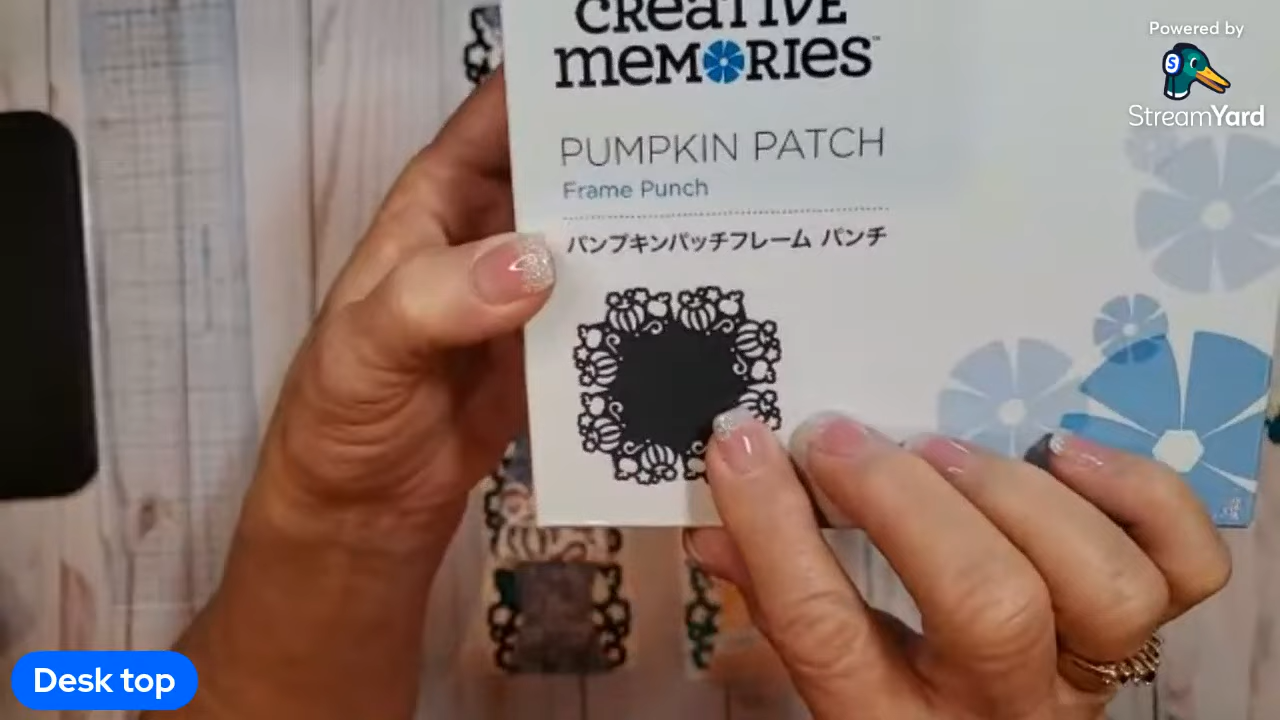 CREATIVE
MEMORIES™
PUMPKIN PATCH
Frame Punch
パンプキンパッチフレーム パンチ
Powered by
StreamYard
Desk top